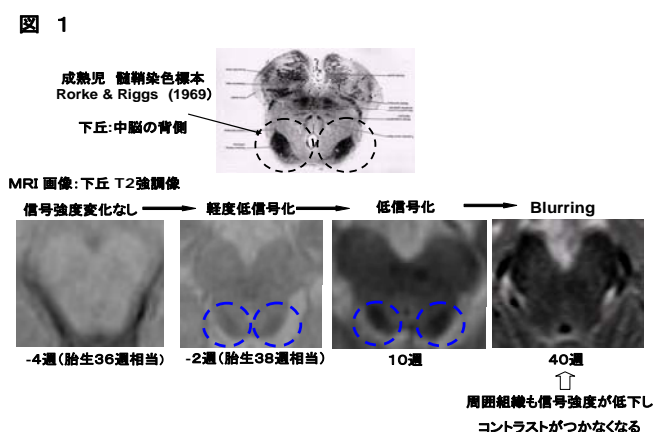 図 1
成熟児 髄鞘染色標本
Rorke & Riggs (1969)
下丘:中脳の背側
MRI 画像:下丘 T2強調像
信号強度変化なし
軽度低信号化
低信号化
Blurring
-4週(胎生36週相当)
-2週(胎生38週相当)
10週
40週
周囲組織も信号強度が低下し
コントラストがつかなくなる